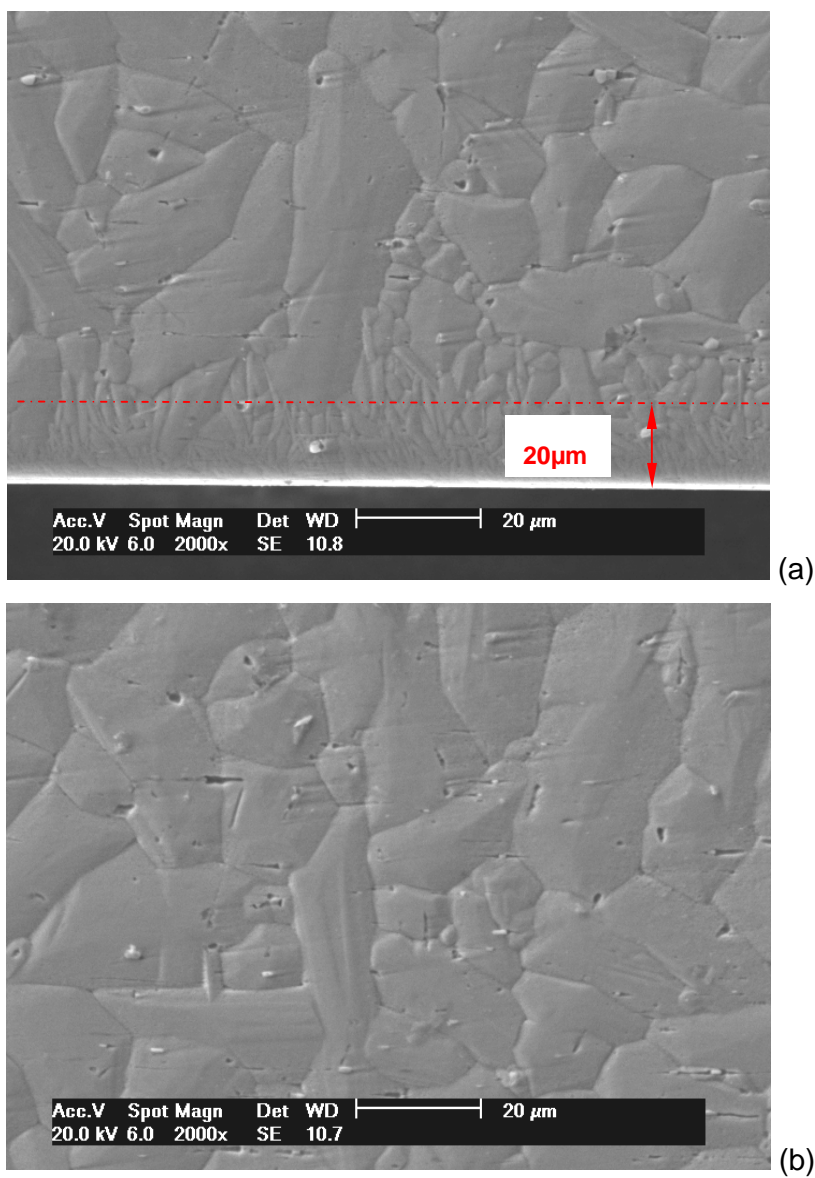 20µm
Acc.V Spot Magn Det WD 20 µm
20.0 kV 6.0 2000x SE 10.8
(a)
Acc.V Spot Magn Det WD 20 µm
20.0 kV 6.0 2000x SE 10.7
(b)